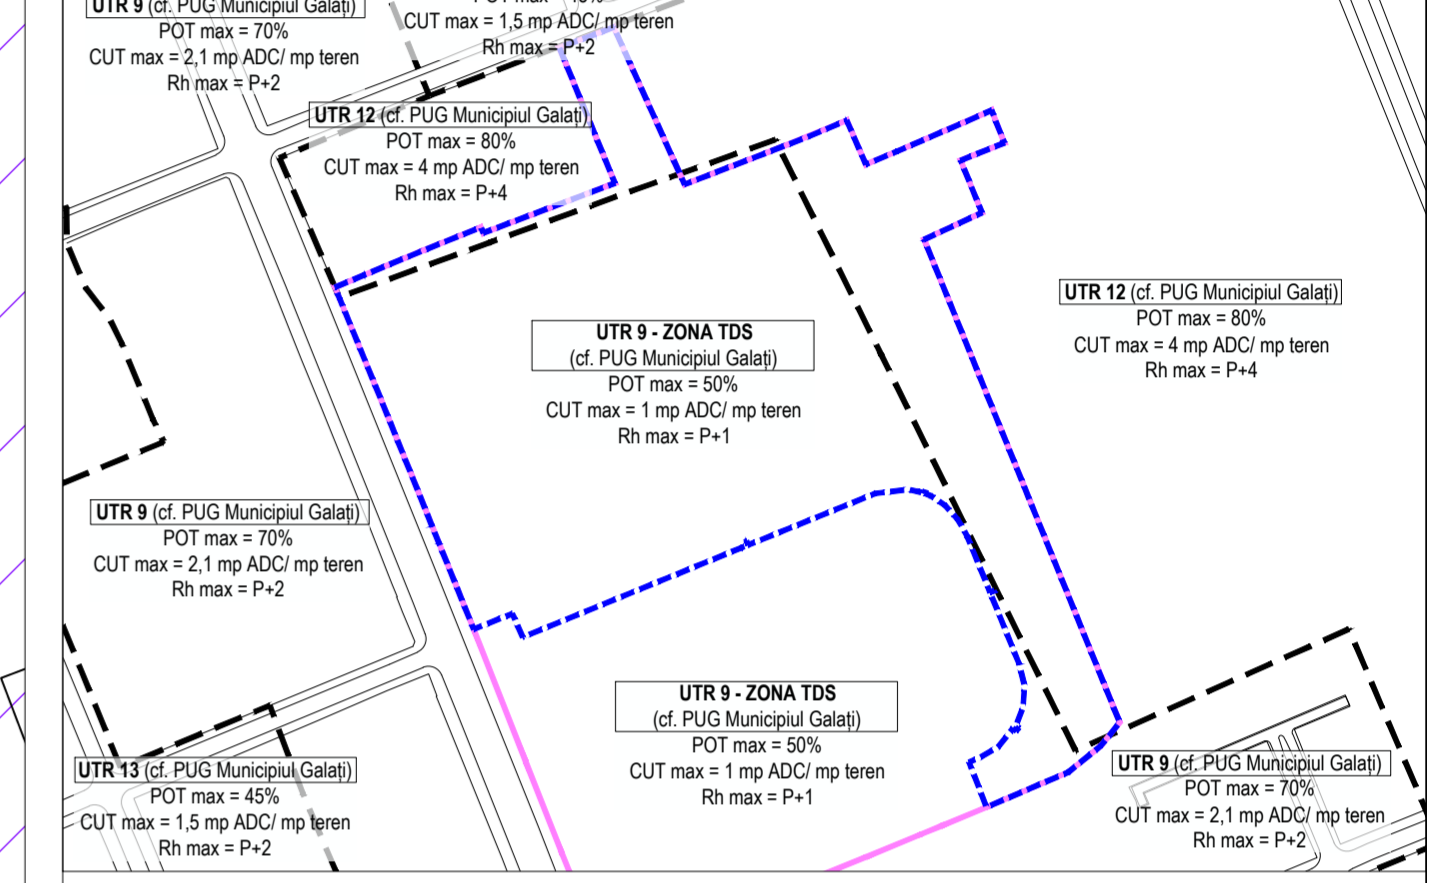 UTR 9 (cf. PUG Municipiul Galați)
POT max = 70%
CUT max = 2,1 mp ADC/ mp teren
Rh max = P+2
CUT max = 1,5 mp ADC/ mp teren
Rh max = P+2
UTR 12 (cf. PUG Municipiul Galați)
POT max = 80%
CUT max = 4 mp ADC/ mp teren
Rh max = P+4
UTR 12 (cf. PUG Municipiul Galați)
POT max = 80%
CUT max = 4 mp ADC/ mp teren
Rh max = P+4
UTR 9 - ZONA TDS
(cf. PUG Municipiul Galați)
POT max = 50%
CUT max = 1 mp ADC/ mp teren
Rh max = P+1
UTR 9 (cf. PUG Municipiul Galați)
POT max = 70%
CUT max = 2,1 mp ADC/ mp teren
Rh max = P+2
UTR 9 - ZONA TDS
(cf. PUG Municipiul Galați)
POT max = 50%
CUT max = 1 mp ADC/ mp teren
Rh max = P+1
UTR 13 (cf. PUG Municipiul Galați)
POT max = 45%
CUT max = 1,5 mp ADC/ mp teren
Rh max = P+2
UTR 9 (cf. PUG Municipiul Galați)
POT max = 70%
CUT max = 2,1 mp ADC/ mp teren
Rh max = P+2